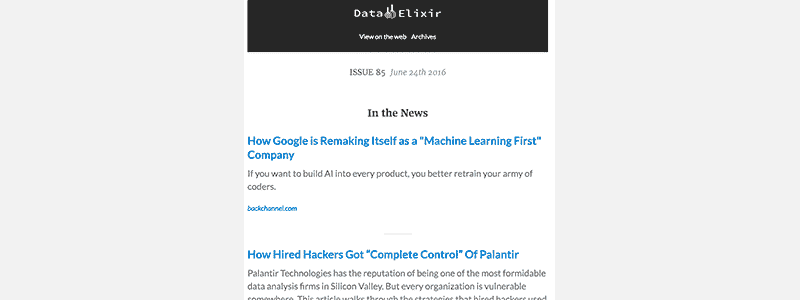 Data Elixir
View on the web Archives
ISSUE 85 June 24th 2016
In the News
How Google is Remaking Itself as a "Machine Learning First"
Company
If you want to build AI into every product, you better retrain your army of
coders.
backchannel.com
How Hired Hackers Got “Complete Control” Of Palantir
Palantir Technologies has the reputation of being one of the most formidable
data analysis firms in Silicon Valley. But every organization is vulnerable
somewhere. This article walks through the strategies that hired hackers used